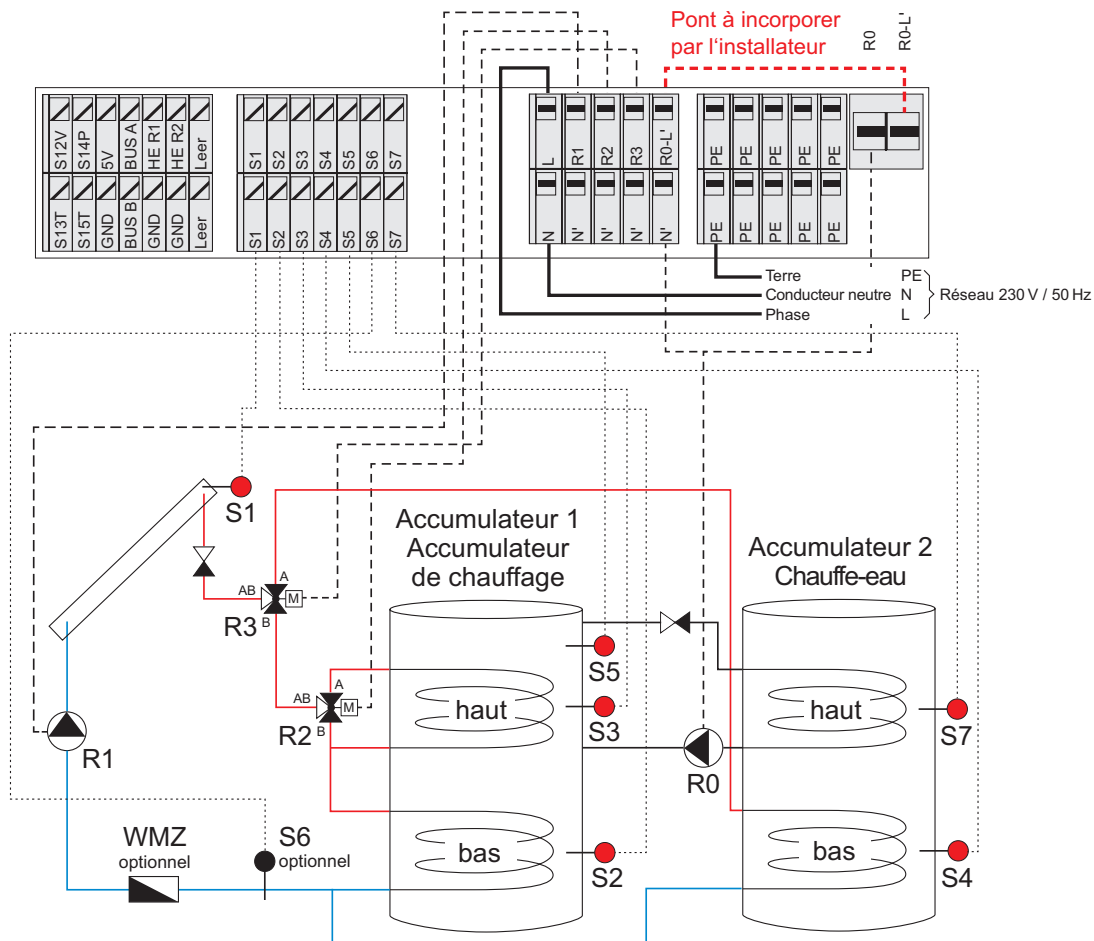 Pont à incorporer
par l'installateur
R0
R0-L'
S12V
S14P
5V
BUS A
HE R1
HE R2
Leer
S1
S2
S3
S4
S5
S6
S7
L
R1
R2
R3
R0-L'
PE
PE
PE
PE
PE
S13T
S15T
GND
BUS B
GND
GND
Leer
S1
S2
S3
S4
S5
S6
S7
N
N'
N'
N'
N'
PE
PE
PE
PE
PE
Terre PE
Conducteur neutre N
Phase L
Réseau 230 V / 50 Hz
S1
Accumulateur 1
Accumulateur
de chauffage
Accumulateur 2
Chauffe-eau
A
AB
M
R3
B
S5
A
AB
M
R2
B
haut
S3
haut
S7
R1
R0
WMZ
optionnel
S6
optionnel
bas
S2
bas
S4